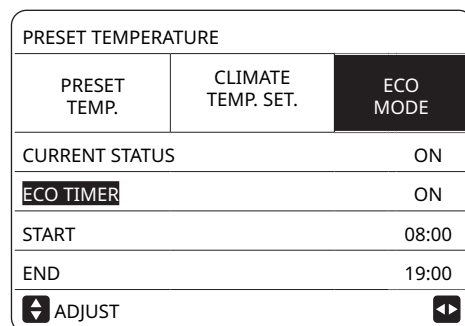 PRESET TEMPERATURE
PRESET
TEMP.
CLIMATE
TEMP. SET.
ECO
MODE
CURRENT STATUS ON
ECO TIMER ON
START 08:00
END 19:00
ADJUST